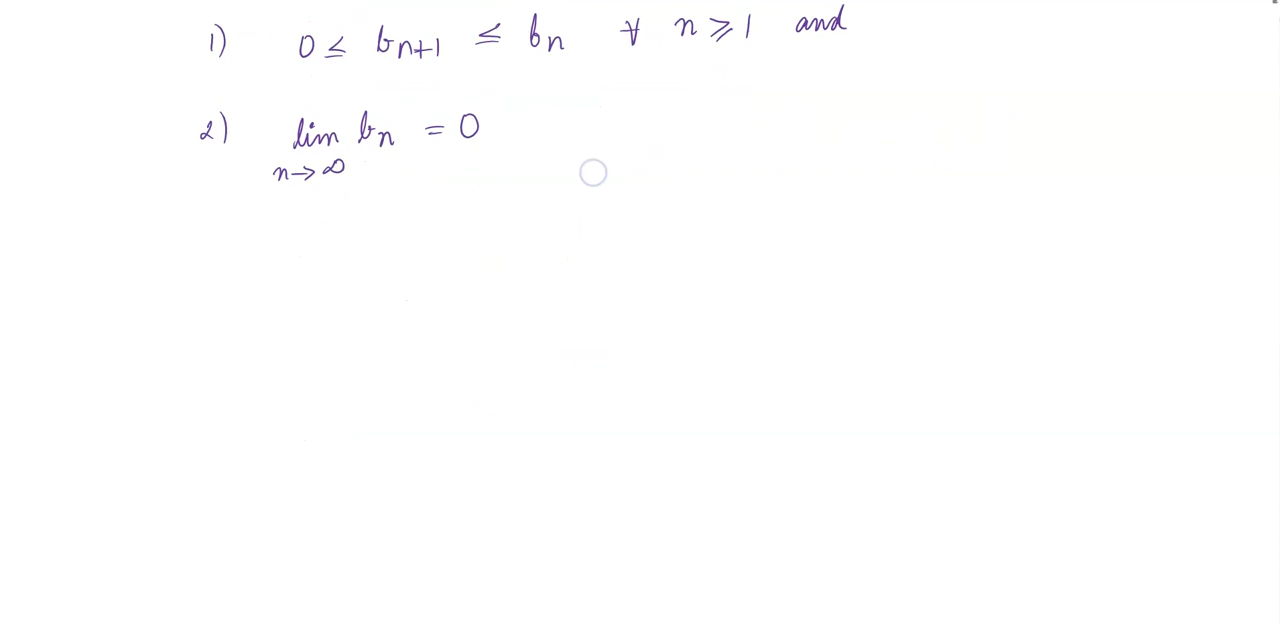 1) 0 ≤ bn+1 ≤ bn ∀ n ⩾ 1 and
2) lim bn = 0
n→∞